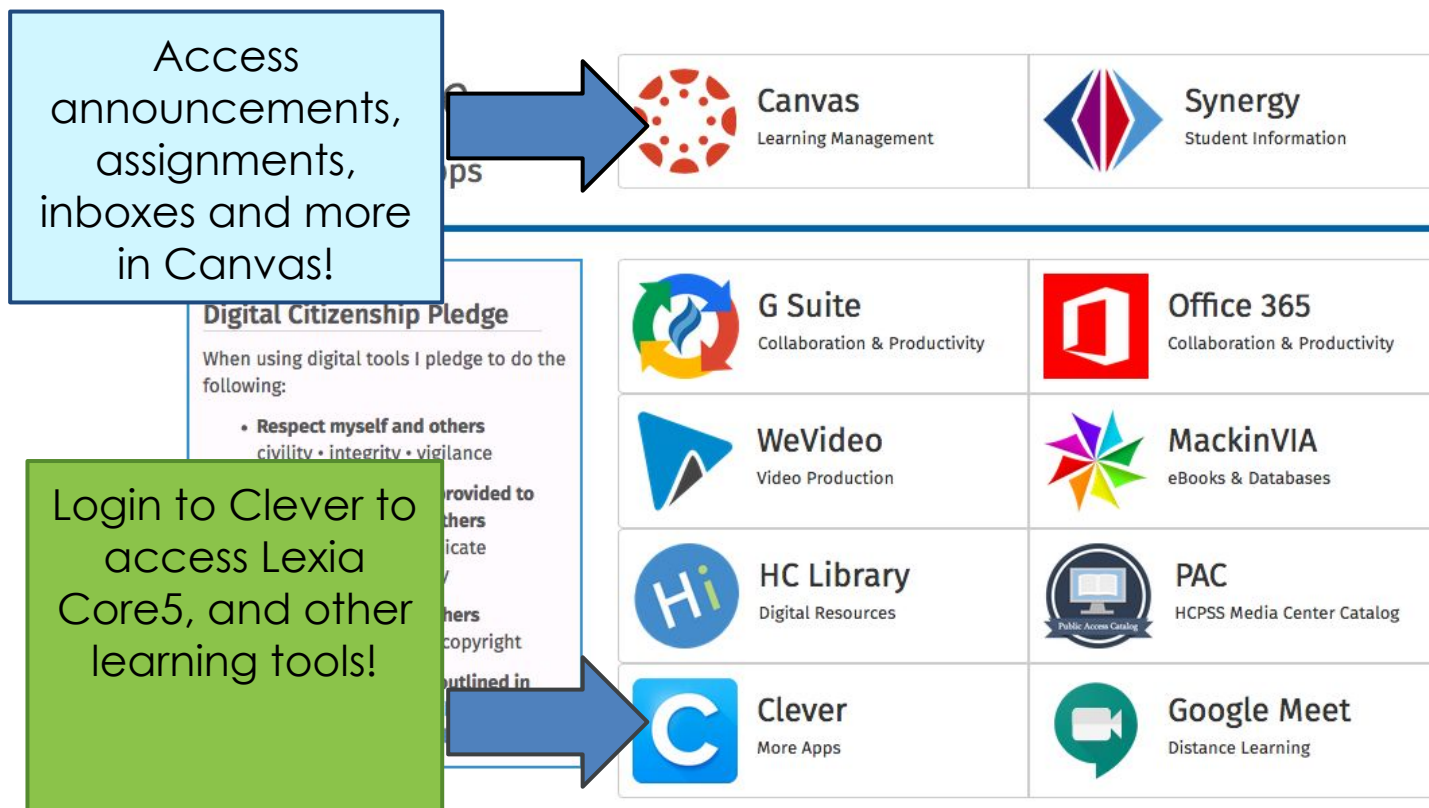 Access
announcements,
assignments,
inboxes and more
in Canvas!
ops
Canvas
Learning Management
Synergy
Student Information
Digital Citizenship Pledge
When using digital tools I pledge to do the
following:
• Respect myself and others
civility • integrity • vigilance
provided to
thers
icate
y
hers
copyright
outlined in
Login to Clever to
access Lexia
Core5, and other
learning tools!
G Suite
Collaboration & Productivity
Office 365
Collaboration & Productivity
WeVideo
Video Production
MackinVIA
eBooks & Databases
Hi
HC Library
Digital Resources
Public Access Catalog
PAC
HCPSS Media Center Catalog
C
Clever
More Apps
Google Meet
Distance Learning